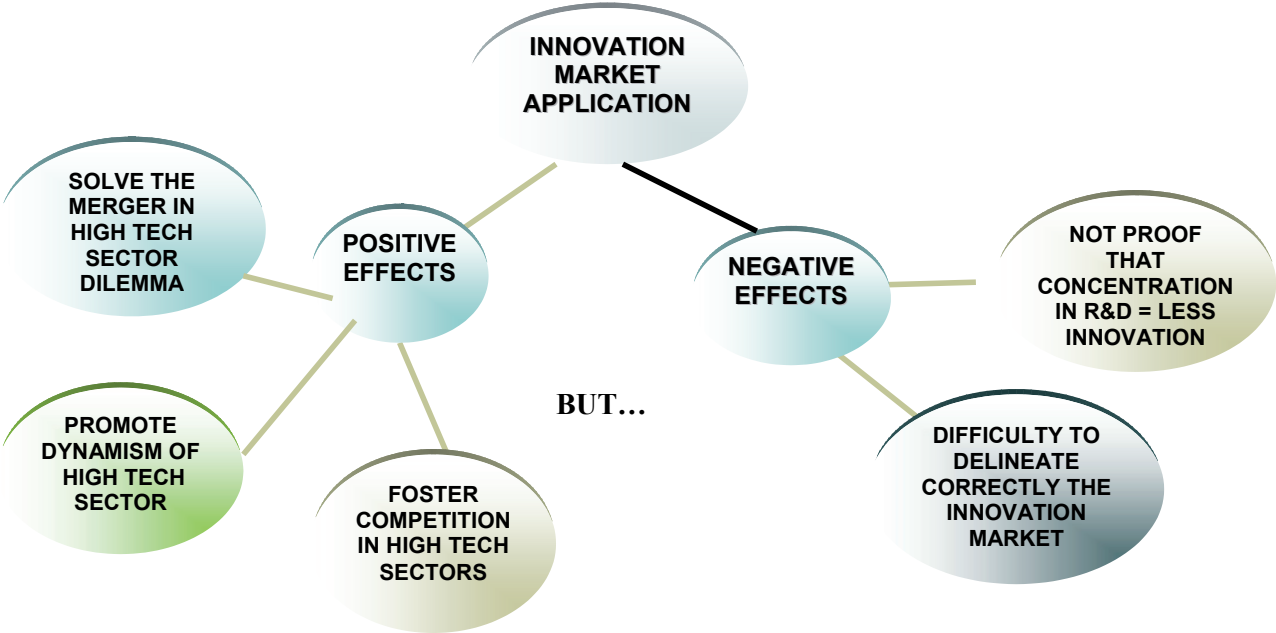 INNOVATION
MARKET
APPLICATION
SOLVE THE
MERGER IN
HIGH TECH
SECTOR
DILEMMA
POSITIVE
EFFECTS
NEGATIVE
EFFECTS
NOT PROOF
THAT
CONCENTRATION
IN R&D = LESS
INNOVATION
BUT…
PROMOTE
DYNAMISM OF
HIGH TECH
SECTOR
FOSTER
COMPETITION
IN HIGH TECH
SECTORS
DIFFICULTY TO
DELINEATE
CORRECTLY THE
INNOVATION
MARKET